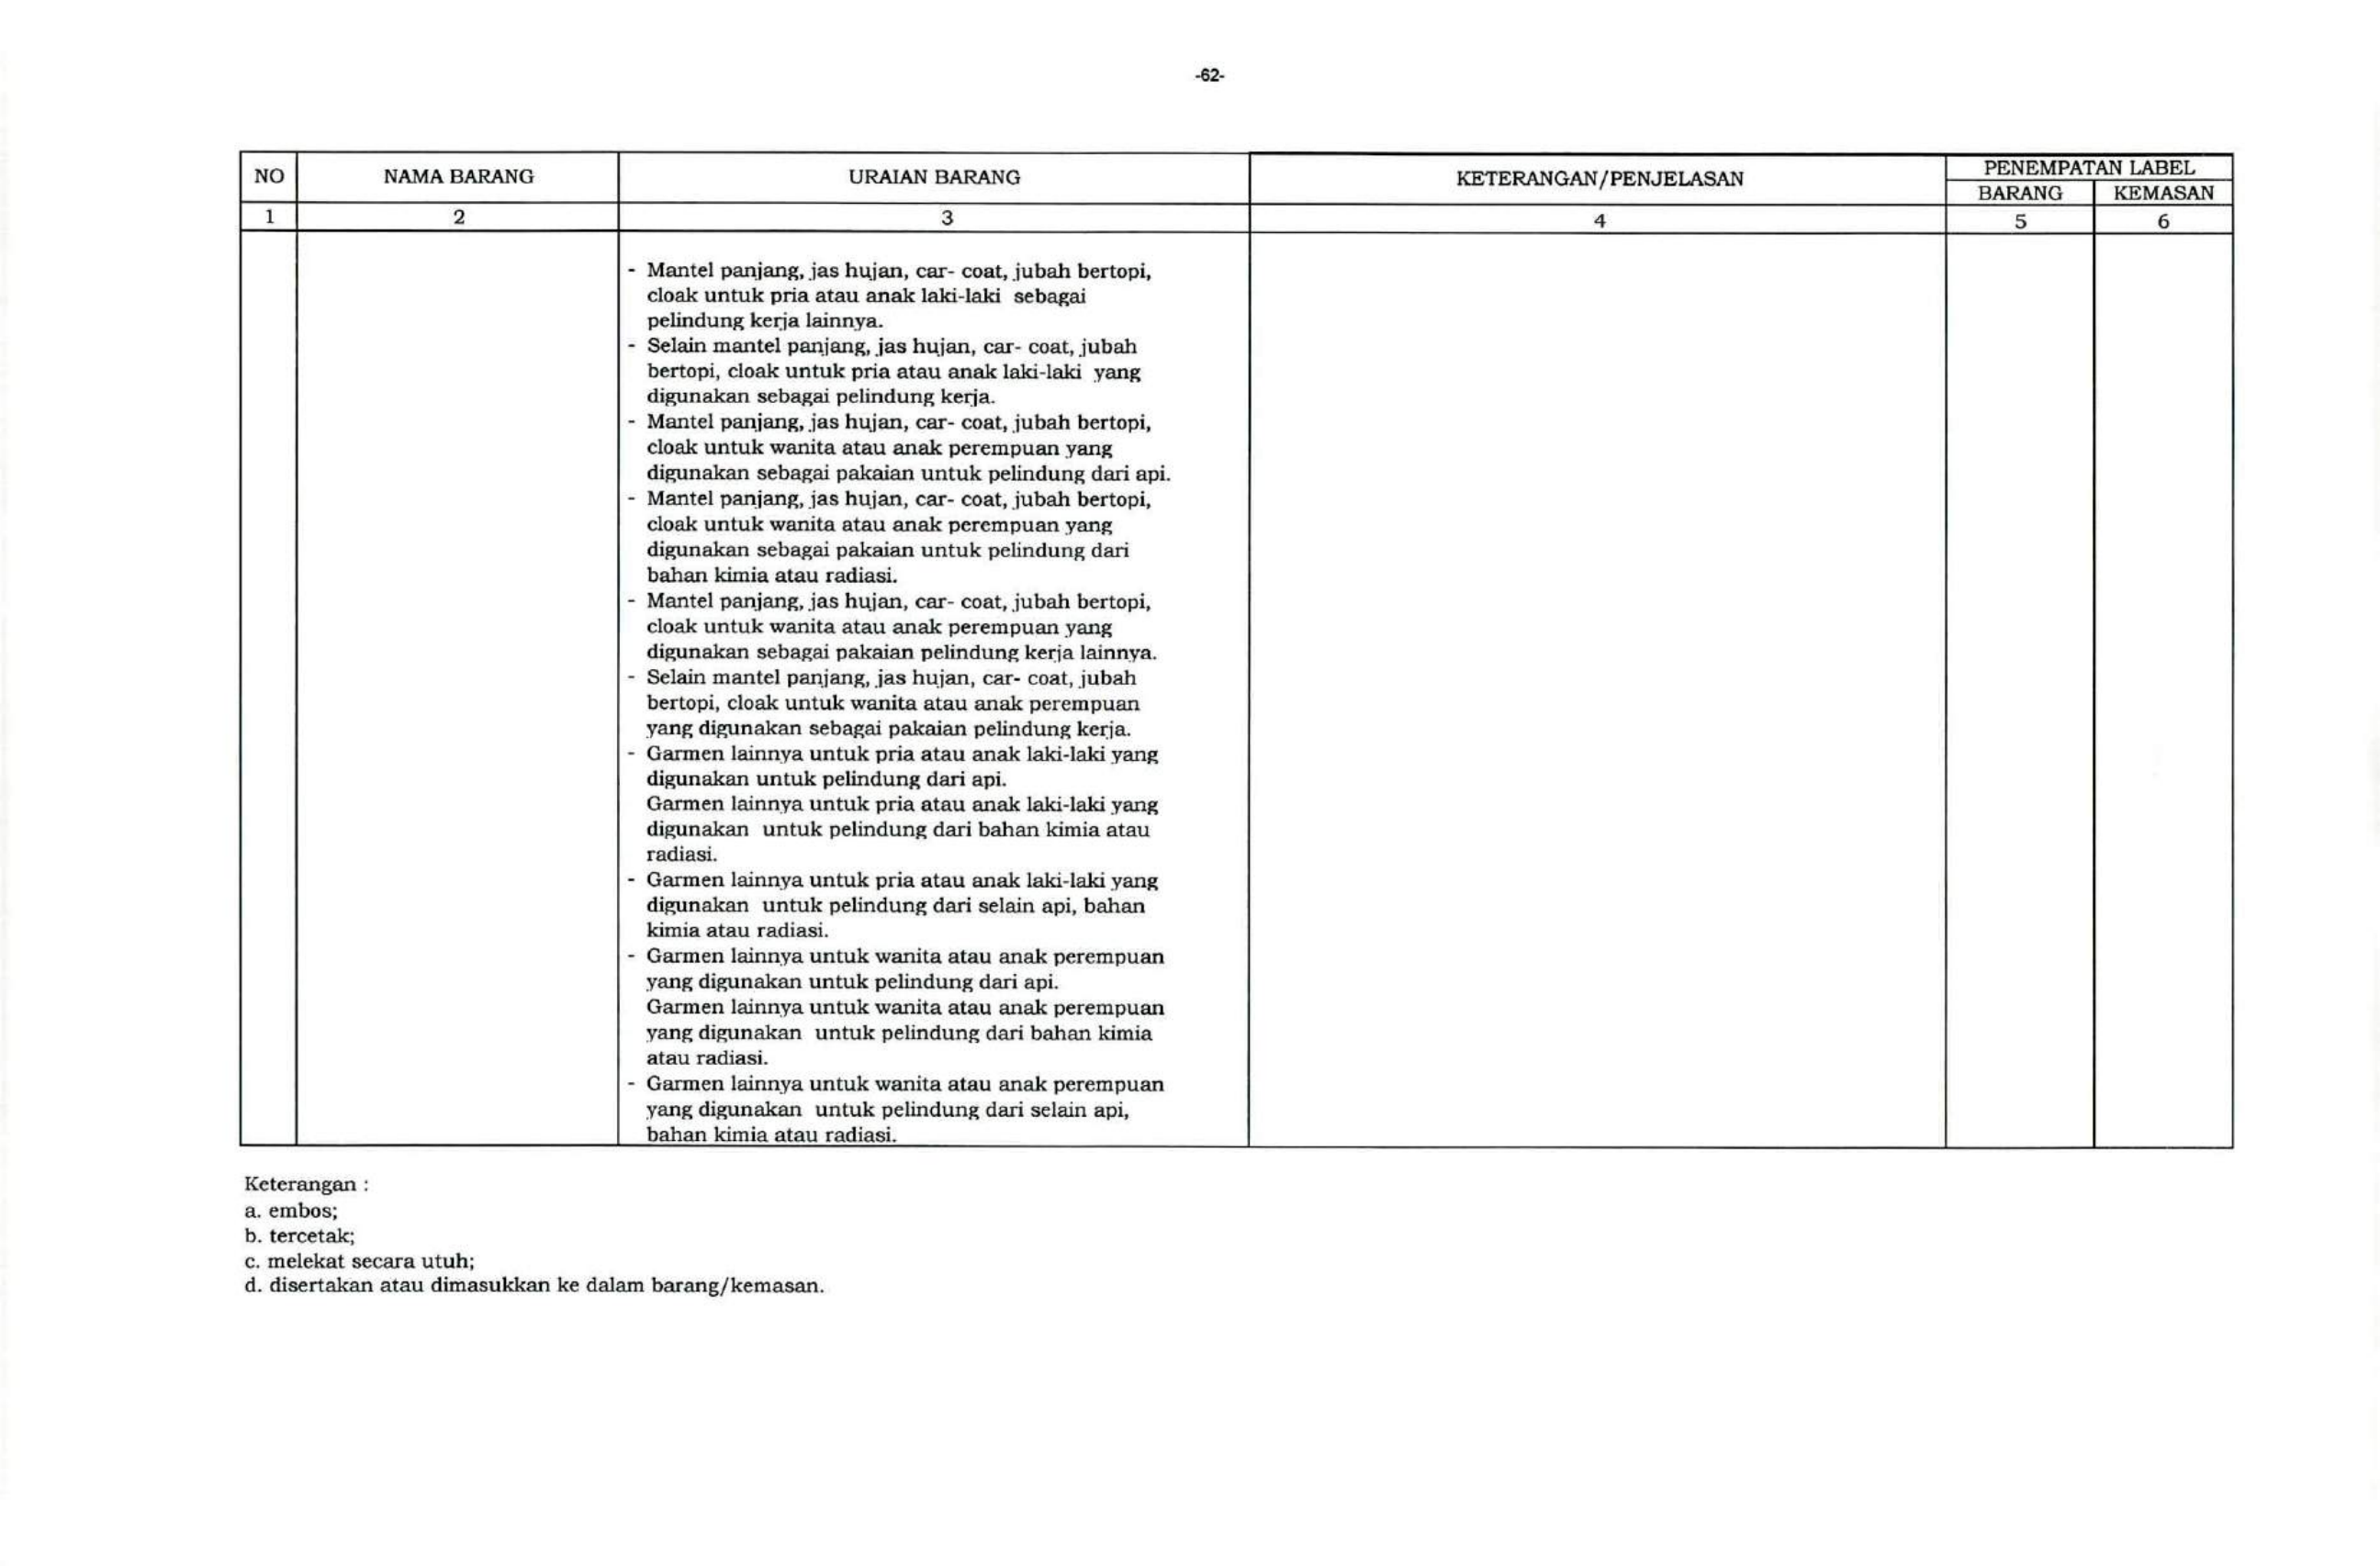 -62-
NO NAMA BARANG URAIAN BARANG KETERANGAN/PENJELASAN PENEMPATAN LABEL
BARANG KEMASAN
1 2 3 4 5 6
- Mantel panjang, jas hujan, car- coat, jubah bertopi,
cloak untuk pria atau anak laki-laki sebagai
pelindung kerja lainnya.
- Selain mantel panjang, jas hujan, car- coat, jubah
bertopi, cloak untuk pria atau anak laki-laki yang
digunakan sebagai pelindung kerja.
- Mantel panjang, jas hujan, car- coat, jubah bertopi,
cloak untuk wanita atau anak perempuan yang
digunakan sebagai pakaian untuk pelindung dari api.
- Mantel panjang, jas hujan, car- coat, jubah bertopi,
cloak untuk wanita atau anak perempuan yang
digunakan sebagai pakaian untuk pelindung dari
bahan kimia atau radiasi.
- Mantel panjang, jas hujan, car- coat, jubah bertopi,
cloak untuk wanita atau anak perempuan yang
digunakan sebagai pakaian pelindung kerja lainnya.
- Selain mantel panjang, jas hujan, car- coat, jubah
bertopi, cloak untuk wanita atau anak perempuan
yang digunakan sebagai pakaian pelindung kerja.
- Garmen lainnya untuk pria atau anak laki-laki yang
digunakan untuk pelindung dari api.
Garmen lainnya untuk pria atau anak laki-laki yang
digunakan untuk pelindung dari bahan kimia atau
radiasi.
- Garmen lainnya untuk pria atau anak laki-laki yang
digunakan untuk pelindung dari selain api, bahan
kimia atau radiasi.
- Garmen lainnya untuk wanita atau anak perempuan
yang digunakan untuk pelindung dari api.
Garmen lainnya untuk wanita atau anak perempuan
yang digunakan untuk pelindung dari bahan kimia
atau radiasi.
- Garmen lainnya untuk wanita atau anak perempuan
yang digunakan untuk pelindung dari selain api,
bahan kimia atau radiasi.
Keterangan :
a. embos;
b. tercetak;
c. melekat secara utuh;
d. disertakan atau dimasukkan ke dalam barang/kemasan.